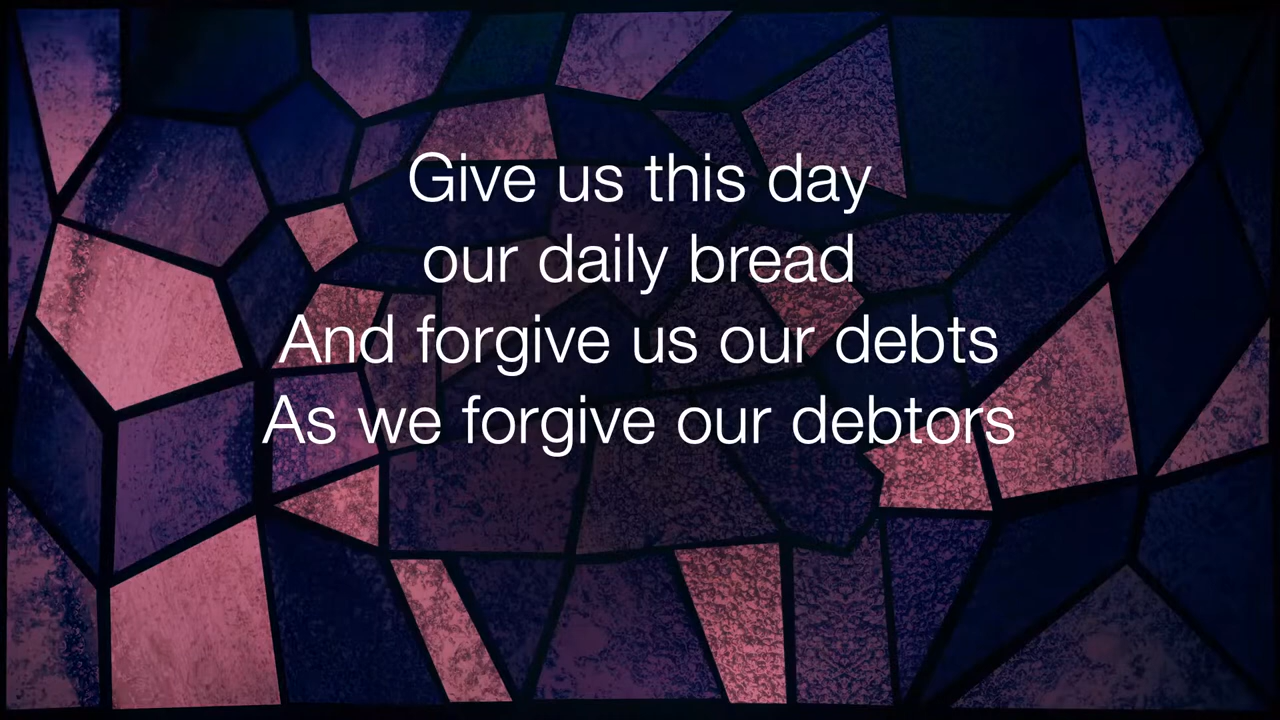 Give us this day
our daily bread
And forgive us our debts
As we forgive our debtors